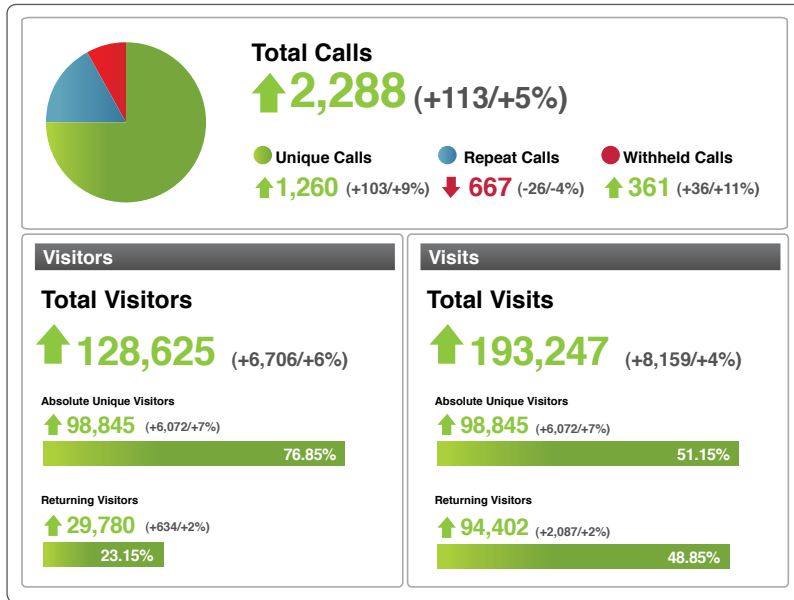 Total Calls
2,288 (+113/+5%)
Unique Calls
1,260 (+103/+9%)
Repeat Calls
667 (-26/-4%)
Withheld Calls
361 (+36/+11%)
Visitors
Total Visitors
128,625 (+6,706/+6%)
Absolute Unique Visitors
98,845 (+6,072/+7%)
76.85%
Returning Visitors
29,780 (+634/+2%)
23.15%
Visits
Total Visits
193,247 (+8,159/+4%)
Absolute Unique Visitors
98,845 (+6,072/+7%)
51.15%
Returning Visitors
94,402 (+2,087/+2%)
48.85%